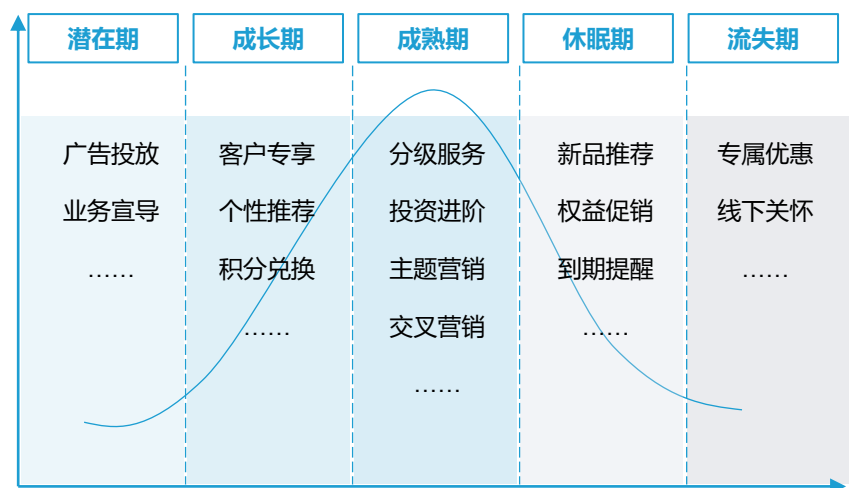 潜在期
成长期
成熟期
休眠期
流失期
广告投放
业务宣导
……
客户专享
个性推荐
积分兑换
……
分级服务
投资进阶
主题营销
交叉营销
……
新品推荐
权益促销
到期提醒
……
专属优惠
线下关怀
……